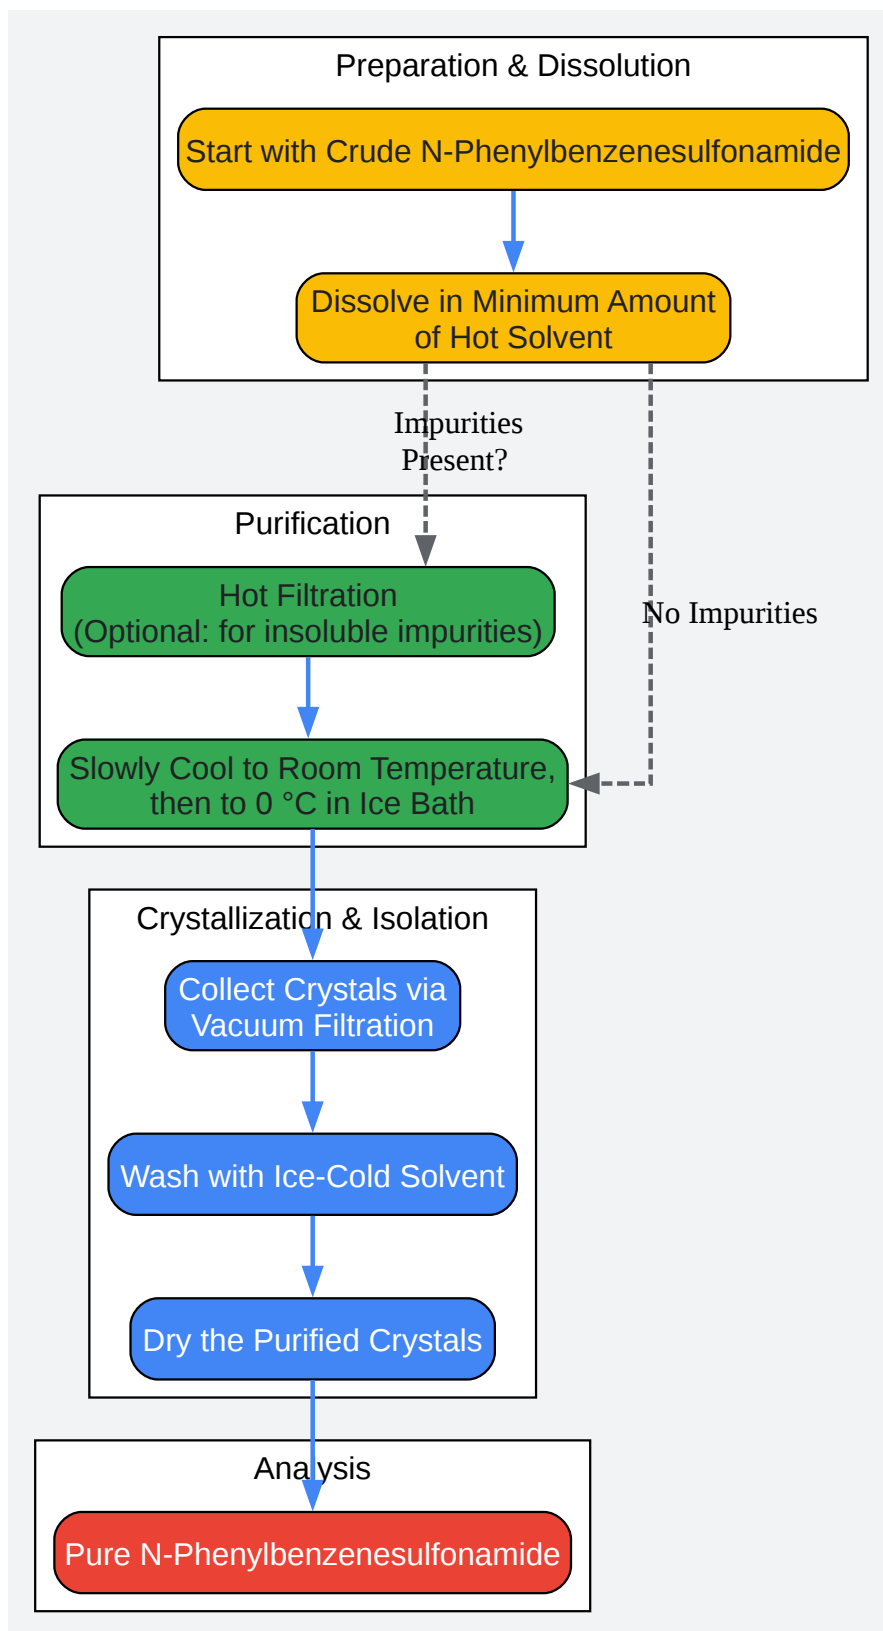 Preparation & Dissolution
Start with Crude N-Phenylbenzenesulfonamide
Dissolve in Minimum Amount
of Hot Solvent
Impurities
Present?
Purification
Hot Filtration
(Optional: for insoluble impurities)
No Impurities
Slowly Cool to Room Temperature,
then to 0 °C in Ice Bath
Crystallization & Isolation
Collect Crystals via
Vacuum Filtration
Wash with Ice-Cold Solvent
Dry the Purified Crystals
Analysis
Pure N-Phenylbenzenesulfonamide